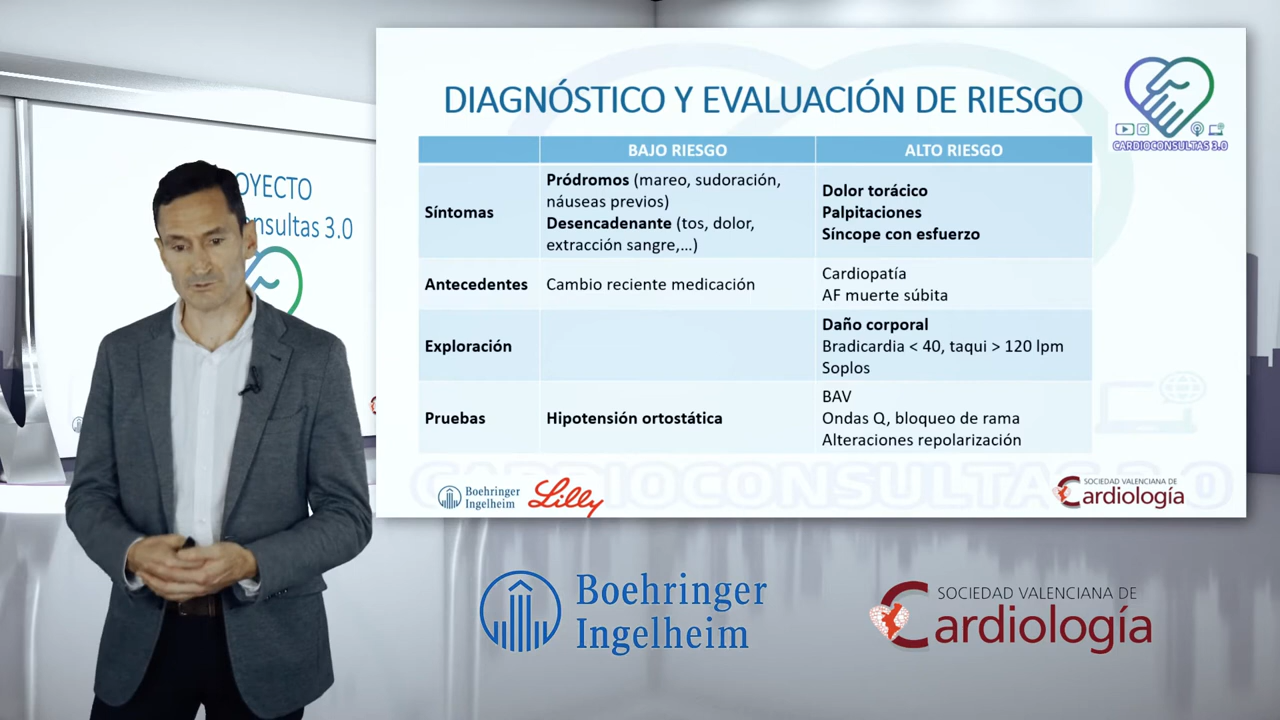 OYECTO
nsultas 3.0
DIAGNÓSTICO Y EVALUACIÓN DE RIESGO
CARDIOCONSULTAS 3.0
BAJO RIESGO
ALTO RIESGO
Síntomas
Pródromos (mareo, sudoración,
náuseas previos)
Desencadenante (tos, dolor,
extracción sangre,...)
Dolor torácico
Palpitaciones
Síncope con esfuerzo
Antecedentes
Cambio reciente medicación
Cardiopatía
AF muerte súbita
Exploración
Daño corporal
Bradicardia < 40, taqui > 120 lpm
Soplos
Pruebas
Hipotensión ortostática
BAV
Ondas Q, bloqueo de rama
Alteraciones repolarización
CARDIOCONSULTAS 3.0
Boehringer
Ingelheim
Lilly
SOCIEDAD VALENCIANA DE
Cardiología
Boehringer
Ingelheim
SOCIEDAD VALENCIANA DE
Cardiología